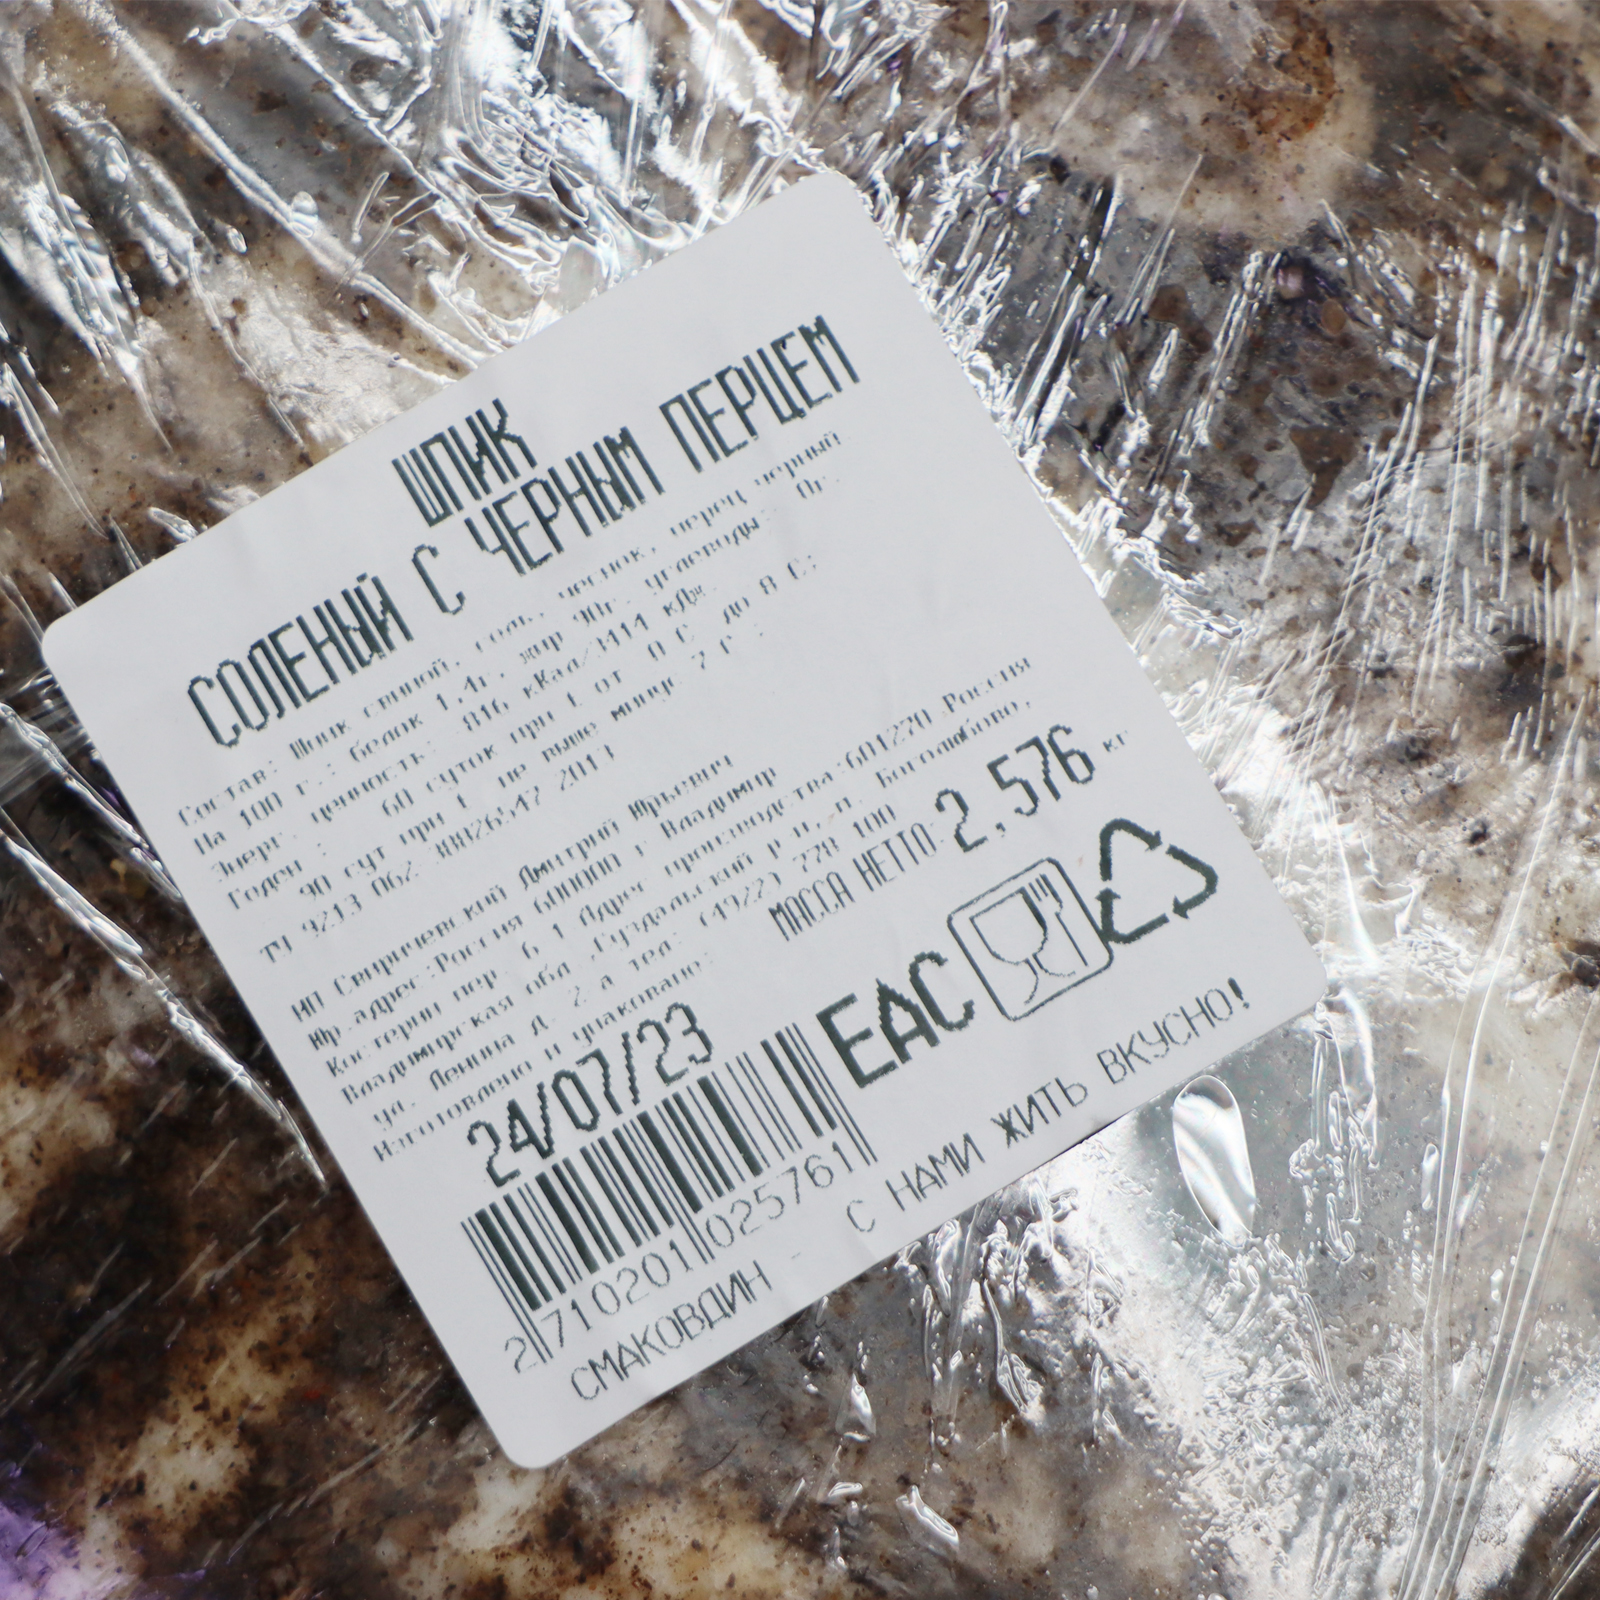 ШПИК
СОЛЕНЫЙ С ЧЕРНЫМ ПЕРЦЕМ
Состав: Шпик свиной, соль, чеснок, перец черный
На 100 г.: белок 1,4г, жир 90г, углеводы: 0г.
Энерг. ценность: 816 кКал/3414 кДж.
Годен : 60 суток при t от 0 С до 8 С;
90 сут при t не выше минус 7 С ;
ТУ 9213 062 2013
ИП Свиричевский Дмитрий Юрьевич
Юр.адрес:Россия 600000 г Владимир
Костерин пер. 6 1 Адрес производства:601270 Россия
Владимирская обл ,Суздальский р-н,п. Боголюбово,
ул. Ленина д. 2 а тел: (4922) 778 100
Изготовлено и упаковано:
МАССА НЕТТО: 2,576 кг
24/07/23
EAC
2 710201 025761
СМАКОВДИН - С НАМИ ЖИТЬ ВКУСНО!